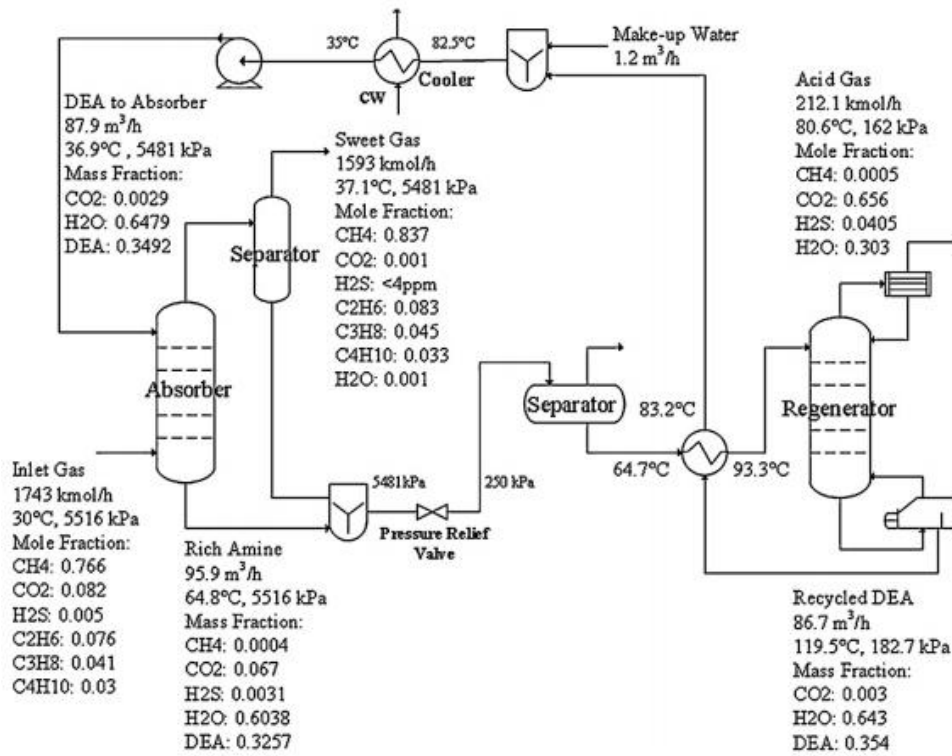 Make-up Water
1.2 m³/h
35°C
82.5°C
Cooler
CW
DEA to Absorber
87.9 m³/h
36.9°C , 5481 kPa
Mass Fraction:
CO2: 0.0029
H2O: 0.6479
DEA: 0.3492
Sweet Gas
1593 kmol/h
37.1°C, 5481 kPa
Mole Fraction:
CH4: 0.837
CO2: 0.001
H2S: <4ppm
C2H6: 0.083
C3H8: 0.045
C4H10: 0.033
H2O: 0.001
Acid Gas
212.1 kmol/h
80.6°C, 162 kPa
Mole Fraction:
CH4: 0.0005
CO2: 0.656
H2S: 0.0405
H2O: 0.303
Separator
Absorber
Separator
83.2°C
64.7°C
93.3°C
Regenerator
5481kPa
250 kPa
Pressure Relief
Valve
Inlet Gas
1743 kmol/h
30°C, 5516 kPa
Mole Fraction:
CH4: 0.766
CO2: 0.082
H2S: 0.005
C2H6: 0.076
C3H8: 0.041
C4H10: 0.03
Rich Amine
95.9 m³/h
64.8°C, 5516 kPa
Mass Fraction:
CH4: 0.0004
CO2: 0.067
H2S: 0.0031
H2O: 0.6038
DEA: 0.3257
Recycled DEA
86.7 m³/h
119.5°C, 182.7 kPa
Mass Fraction:
CO2: 0.003
H2O: 0.643
DEA: 0.354